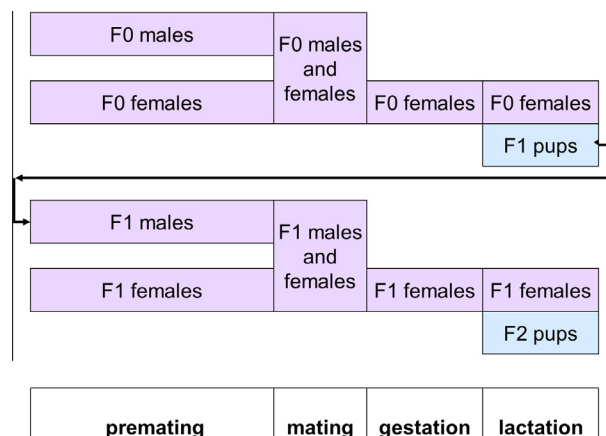 F0 males
F0 males
and
females
F0 females
F0 females
F0 females
F1 pups
F1 males
F1 males
and
females
F1 females
F1 females
F1 females
F2 pups
premating
mating
gestation
lactation